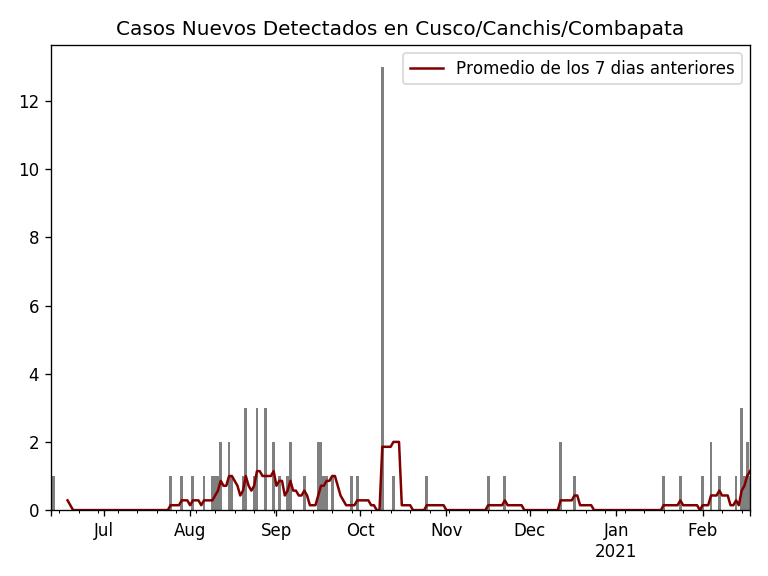 Casos Nuevos Detectados en Cusco/Canchis/Combapata
Promedio de los 7 dias anteriores
12
10
8
6
4
2
0
Jul Aug Sep Oct Nov Dec Jan Feb
2021